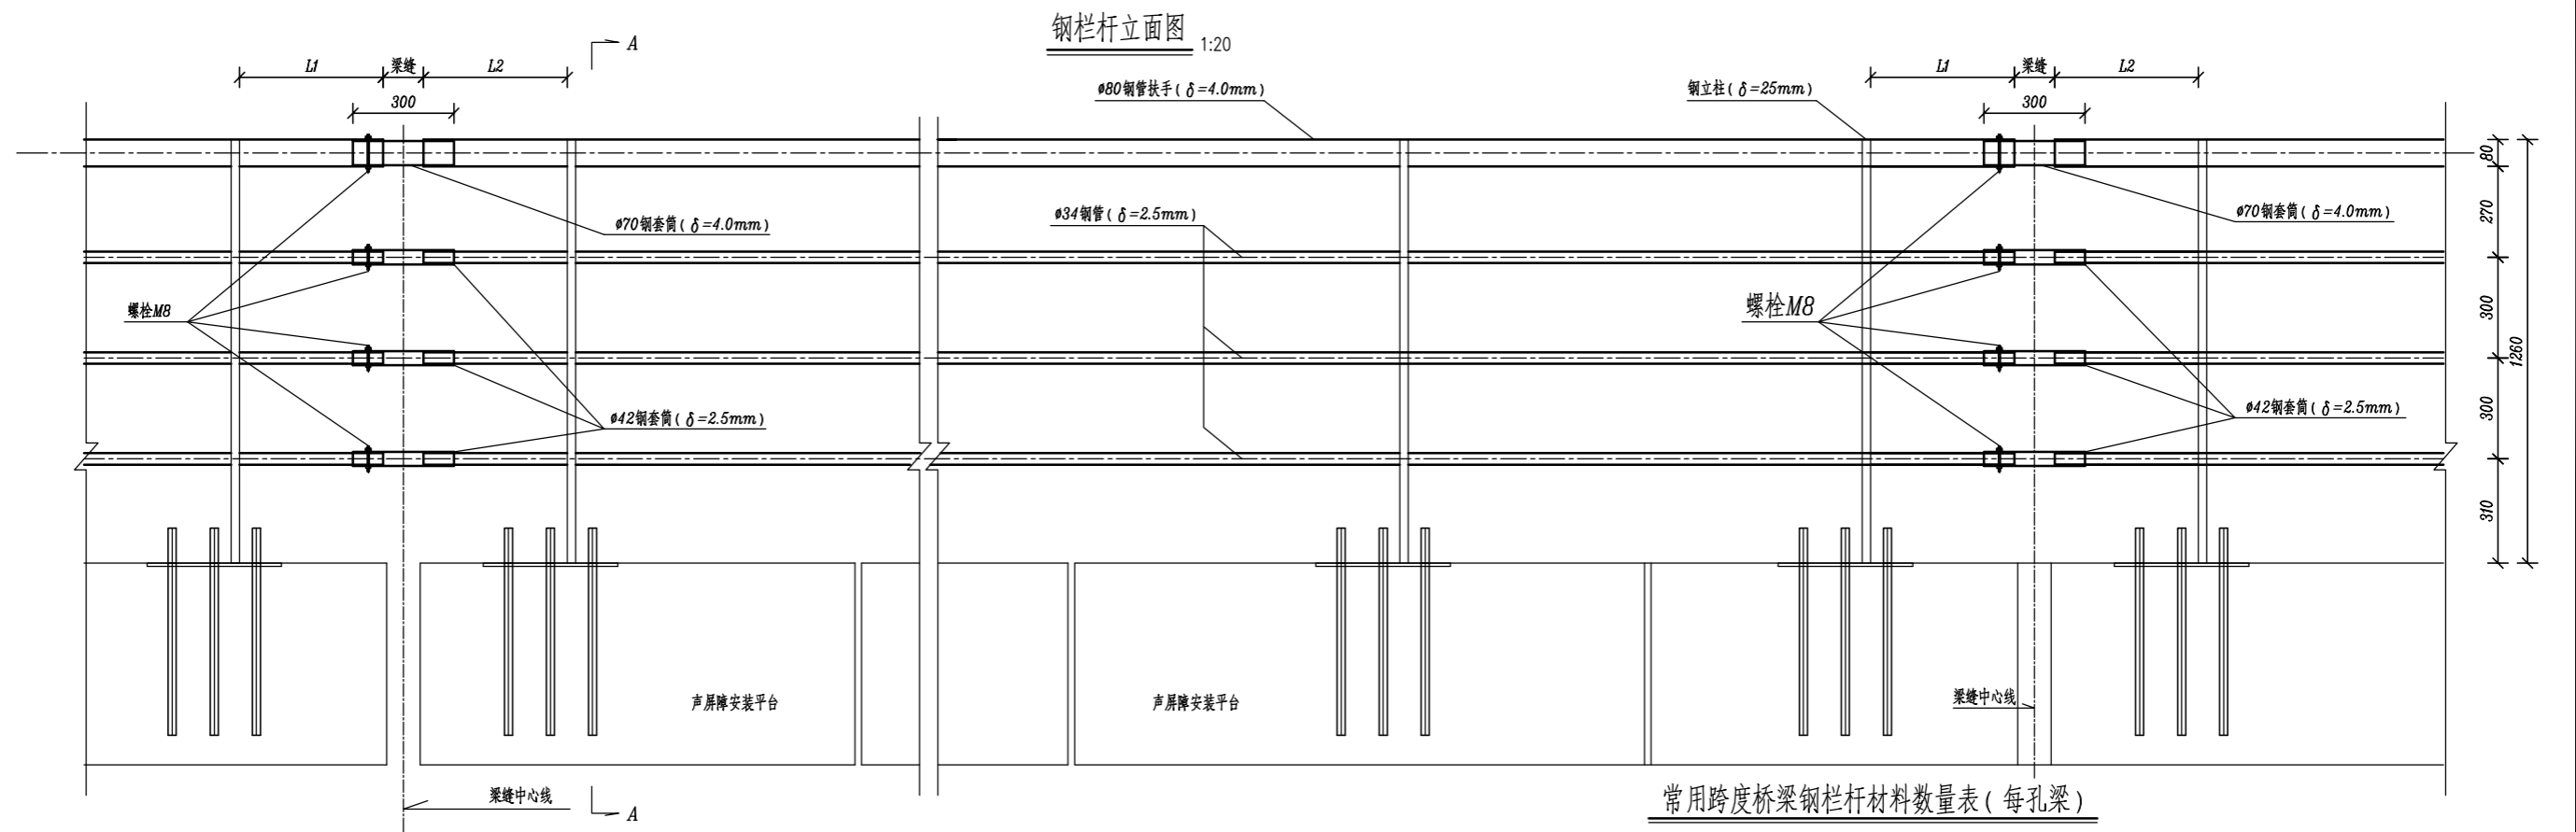 钢栏杆立面图 1:20
A
L1 梁缝 L2
300
L1 梁缝 L2
300
ø80钢管扶手(δ=4.0mm)
钢立柱(δ=25mm)
80
270
300
300
310
1260
ø70钢套筒(δ=4.0mm)
ø34钢管(δ=2.5mm)
ø70钢套筒(δ=4.0mm)
螺栓M8
螺栓M8
ø42钢套筒(δ=2.5mm)
ø42钢套筒(δ=2.5mm)
声屏障安装平台
声屏障安装平台
梁缝中心线
梁缝中心线
A
常用跨度桥梁钢栏杆材料数量表(每孔梁)